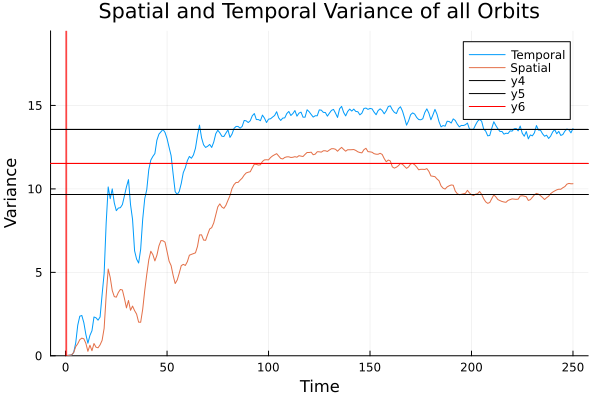 Spatial and Temporal Variance of all Orbits
Temporal
Spatial
y4
y5
y6
Variance
15
10
5
0
0 50 100 150 200 250
Time